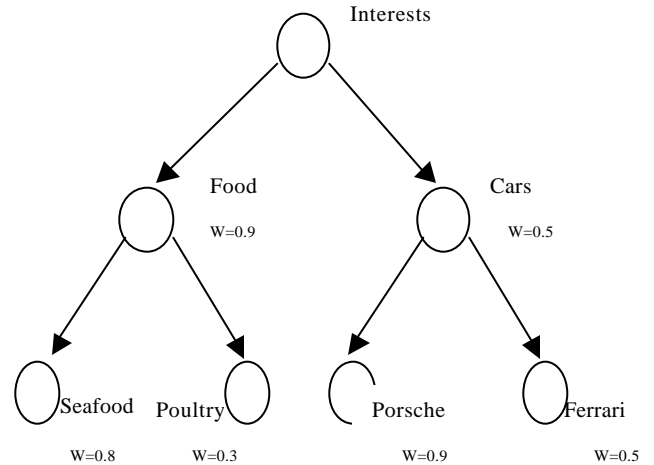 Interests
Food Cars
W=0.9 W=0.5
Seafood Poultry Porsche Ferrari
W=0.8 W=0.3 W=0.9 W=0.5